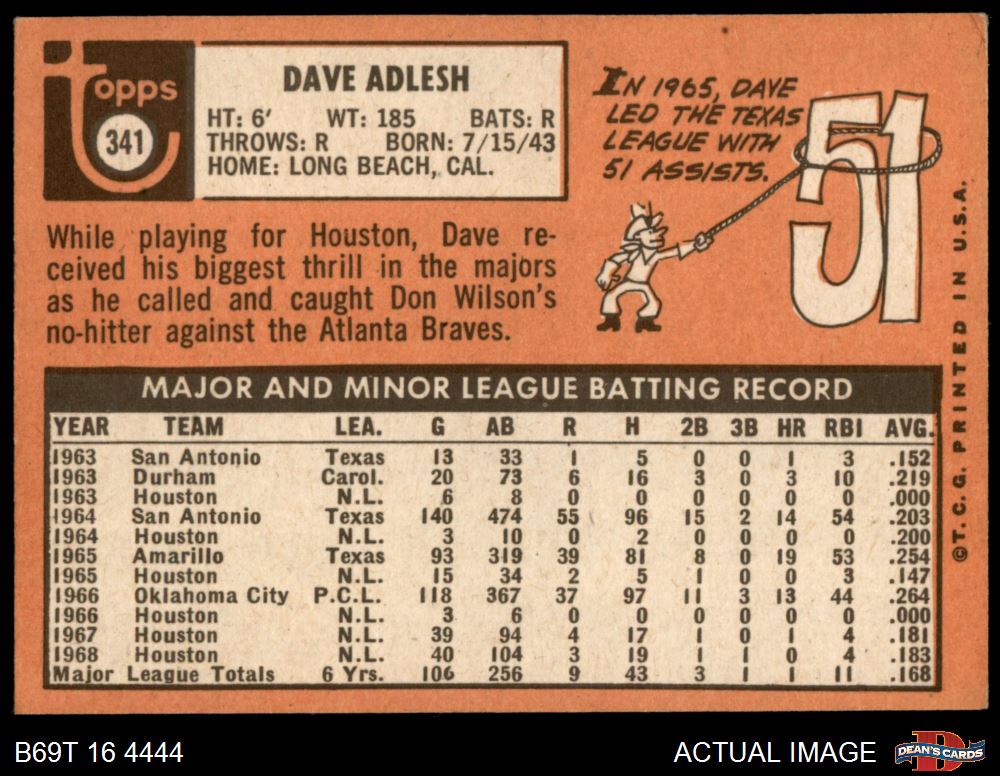 Topps
341
DAVE ADLESH
HT: 6' WT: 185 BATS: R
THROWS: R BORN: 7/15/43
HOME: LONG BEACH, CAL.
IN 1965, DAVE
LED THE TEXAS
LEAGUE WITH
51 ASSISTS.
51
While playing for Houston, Dave re-
ceived his biggest thrill in the majors
as he called and caught Don Wilson's
no-hitter against the Atlanta Braves.
MAJOR AND MINOR LEAGUE BATTING RECORD
YEAR TEAM LEA. G AB R H 2B 3B HR RBI AVG.
1963 San Antonio Texas 13 33 1 5 0 0 1 3 .152
1963 Durham Carol. 20 73 6 16 3 0 3 10 .219
1963 Houston N.L. 6 8 0 0 0 0 0 0 .000
1964 San Antonio Texas 140 474 55 96 15 2 14 54 .203
1964 Houston N.L. 3 10 0 2 0 0 0 0 .200
1965 Amarillo Texas 93 319 39 81 8 0 19 53 .254
1965 Houston N.L. 15 34 2 5 1 0 0 3 .147
1966 Oklahoma City P.C.L. 118 367 37 97 11 3 13 44 .264
1966 Houston N.L. 3 6 0 0 0 0 0 0 .000
1967 Houston N.L. 39 94 4 17 1 0 1 4 .181
1968 Houston N.L. 40 104 3 19 1 1 0 4 .183
Major League Totals 6 Yrs. 106 256 9 43 3 1 1 11 .168
©T.C.G. PRINTED IN U.S.A.
B69T 16 4444
ACTUAL IMAGE
D
DEAN'S CARDS